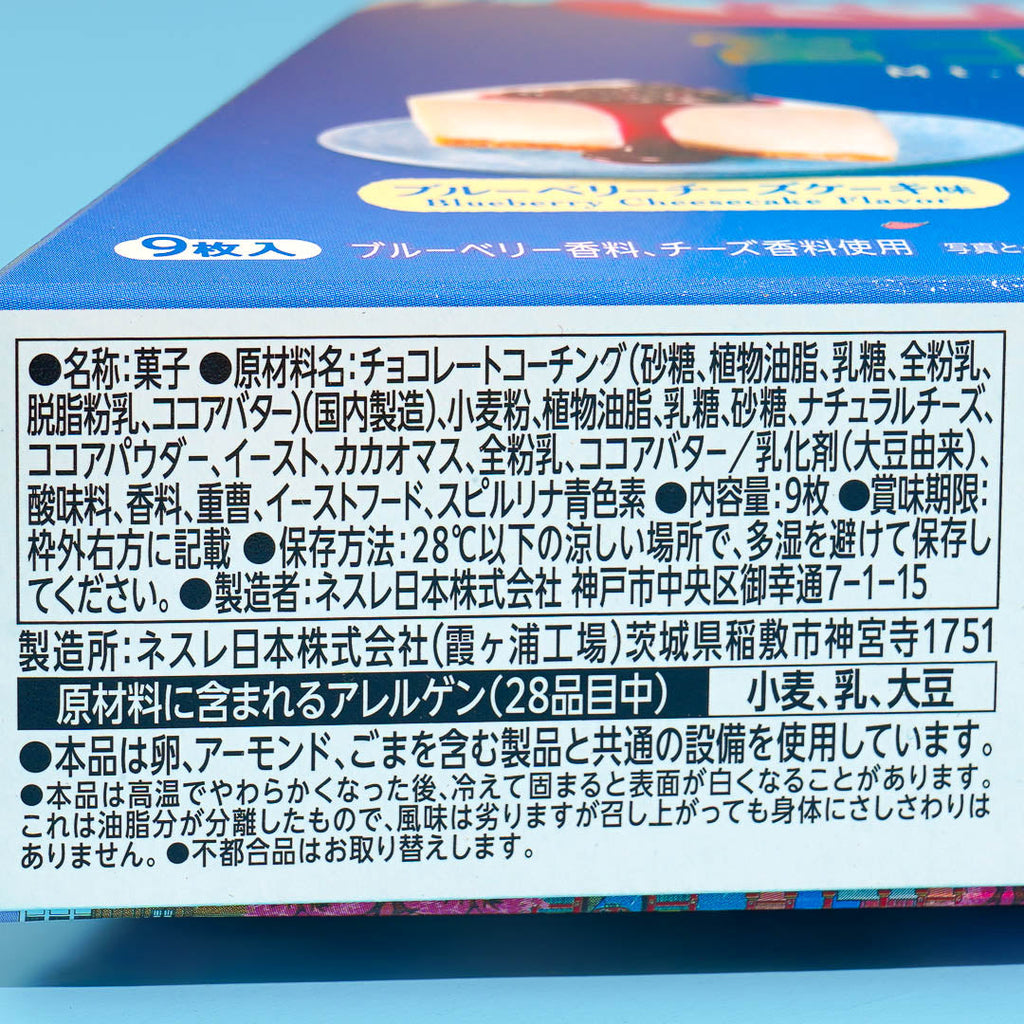 ブルーベリーチーズケーキ味
Blueberry Cheesecake Flavor
9枚入
ブルーベリー香料、チーズ香料使用
写真と
●名称:菓子 ●原材料名:チョコレートコーチング(砂糖、植物油脂、乳糖、全粉乳、
脱脂粉乳、ココアバター)(国内製造)、小麦粉、植物油脂、乳糖、砂糖、ナチュラルチーズ、
ココアパウダー、イースト、カカオマス、全粉乳、ココアバター/乳化剤(大豆由来)、
酸味料、香料、重曹、イーストフード、スピルリナ青色素 ●内容量:9枚 ●賞味期限:
枠外右方に記載 ●保存方法:28℃以下の涼しい場所で、多湿を避けて保存し
てください。 ●製造者:ネスレ日本株式会社 神戸市中央区御幸通7-1-15
製造所:ネスレ日本株式会社(霞ヶ浦工場)茨城県稲敷市神宮寺1751
原材料に含まれるアレルゲン(28品目中) 小麦、乳、大豆
●本品は卵、アーモンド、ごまを含む製品と共通の設備を使用しています。
●本品は高温でやわらかくなった後、冷えて固まると表面が白くなることがあります。
これは油脂分が分離したもので、風味は劣りますが召し上がっても身体にさしさわりは
ありません。●不都合品はお取り替えします。